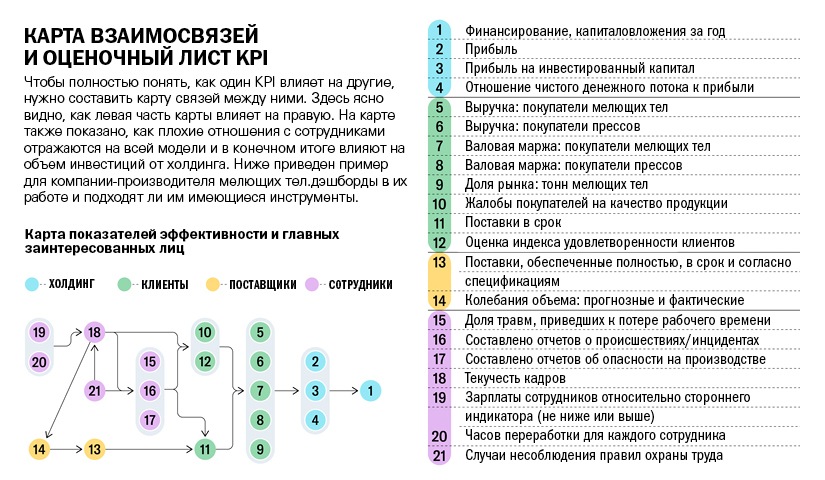 КАРТА ВЗАИМОСВЯЗЕЙ
И ОЦЕНОЧНЫЙ ЛИСТ KPI
Чтобы полностью понять, как один KPI влияет на другие,
нужно составить карту связей между ними. Здесь ясно
видно, как левая часть карты влияет на правую. На карте
также показано, как плохие отношения с сотрудниками
отражаются на всей модели и в конечном итоге влияют на
объем инвестиций от холдинга. Ниже приведен пример
для компании-производителя мелющих тел.дэшборды в их
работе и подходят ли им имеющиеся инструменты.
Карта показателей эффективности и главных
заинтересованных лиц
ХОЛДИНГ
КЛИЕНТЫ
ПОСТАВЩИКИ
СОТРУДНИКИ
19
20
18
21
14
13
15
16
17
10
12
11
5
6
7
8
9
2
3
4
1
1 Финансирование, капиталовложения за год
2 Прибыль
3 Прибыль на инвестированный капитал
4 Отношение чистого денежного потока к прибыли
5 Выручка: покупатели мелющих тел
6 Выручка: покупатели прессов
7 Валовая маржа: покупатели мелющих тел
8 Валовая маржа: покупатели прессов
9 Доля рынка: тонн мелющих тел
10 Жалобы покупателей на качество продукции
11 Поставки в срок
12 Оценка индекса удовлетворенности клиентов
13 Поставки, обеспеченные полностью, в срок и согласно
спецификациям
14 Колебания объема: прогнозные и фактические
15 Доля травм, приведших к потере рабочего времени
16 Составлено отчетов о происшествиях/инцидентах
17 Составлено отчетов об опасности на производстве
18 Текучесть кадров
19 Зарплаты сотрудников относительно стороннего
индикатора (не ниже или выше)
20 Часов переработки для каждого сотрудника
21 Случаи несоблюдения правил охраны труда